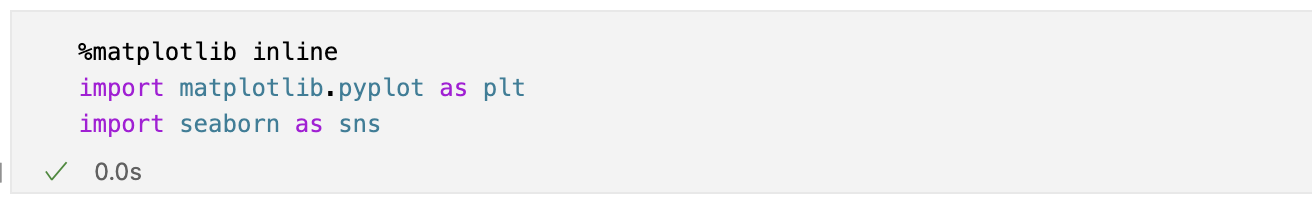 %matplotlib inline
import matplotlib.pyplot as plt
import seaborn as sns
✓ 0.0s